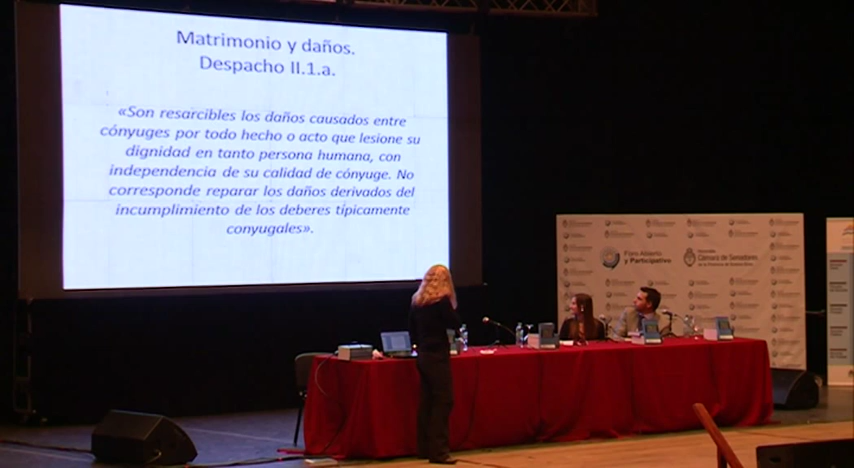 Matrimonio y daños.
Despacho II.1.a.
«Son resarcibles los daños causados entre
cónyuges por todo hecho o acto que lesione su
dignidad en tanto persona humana, con
independencia de su calidad de cónyuge. No
corresponde reparar los daños derivados del
incumplimiento de los deberes típicamente
conyugales».
Foro Abierto
y Participativo
Cámara de Senadores